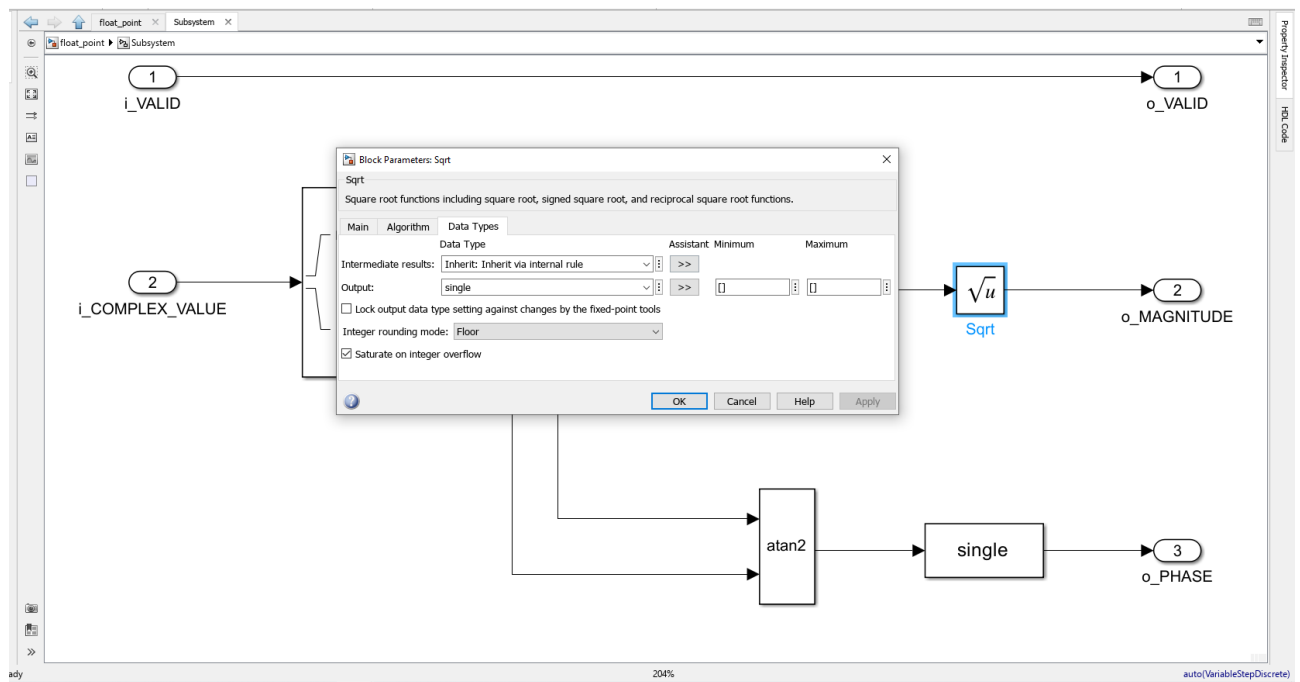 float_point × Subsystem ×
float_point Subsystem
Property Inspector
HDL Code
1
i_VALID
1
o_VALID
Block Parameters: Sqrt
Sqrt
Square root functions including square root, signed square root, and reciprocal square root functions.
Main Algorithm Data Types
Data Type Assistant Minimum Maximum
Intermediate results: Inherit: Inherit via internal rule >>
Output: single >> [] []
Lock output data type setting against changes by the fixed-point tools
Integer rounding mode: Floor
Saturate on integer overflow
OK Cancel Help Apply
2
i_COMPLEX_VALUE
√u
Sqrt
2
o_MAGNITUDE
atan2
single
3
o_PHASE
ady 204% auto(VariableStepDiscrete)